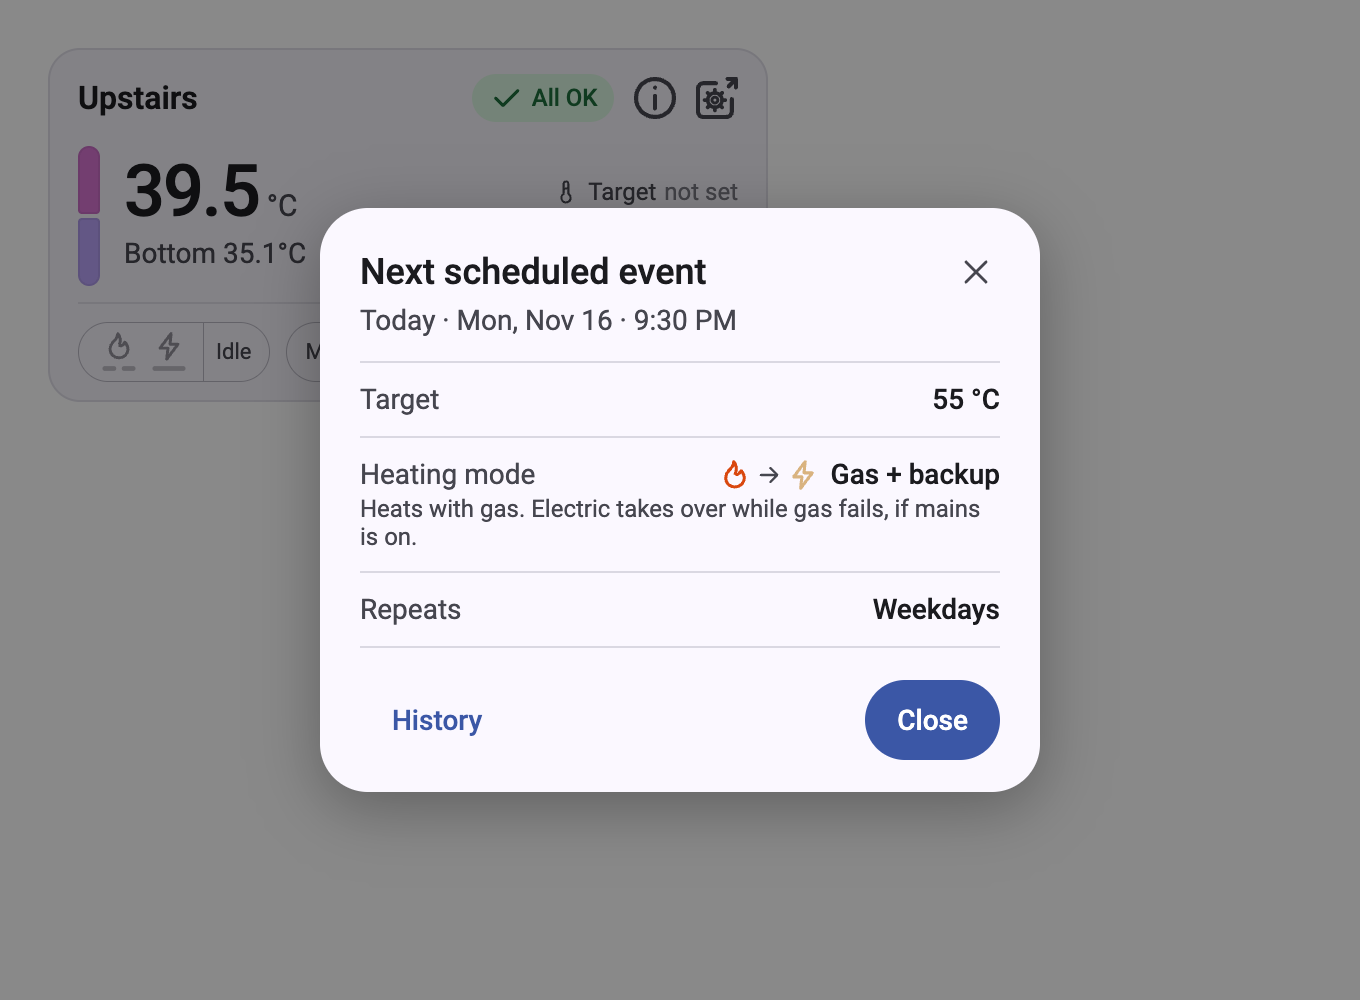 Upstairs
All OK
39.5 °C
Target not set
Bottom 35.1°C
Idle
Next scheduled event
Today · Mon, Nov 16 · 9:30 PM
Target
55 °C
Heating mode
Gas + backup
Heats with gas. Electric takes over while gas fails, if mains
is on.
Repeats
Weekdays
History
Close